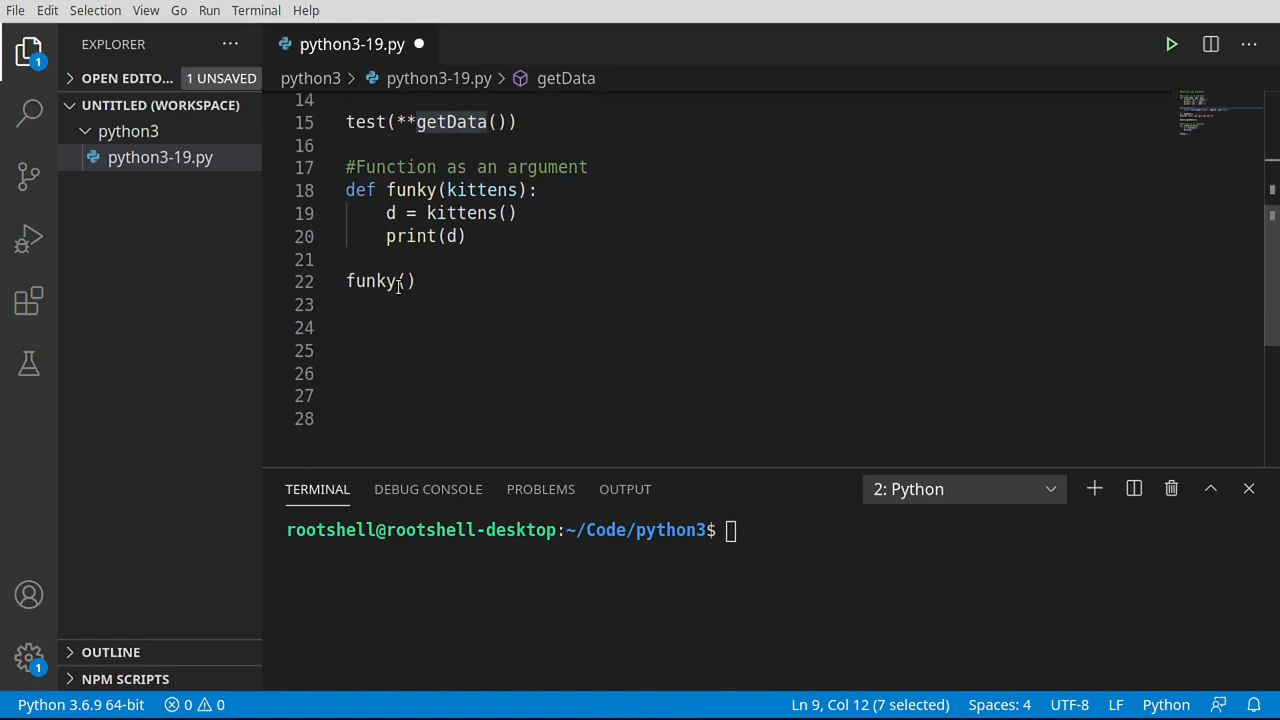 File Edit Selection View Go Run Terminal Help
1 EXPLORER ... python3-19.py
OPEN EDITO... 1 UNSAVED python3 > python3-19.py > getData
UNTITLED (WORKSPACE)
python3
python3-19.py
14
15 test(**getData())
16
17 #Function as an argument
18 def funky(kittens):
19 d = kittens()
20 print(d)
21
22 funky()
23
24
25
26
27
28
TERMINAL DEBUG CONSOLE PROBLEMS OUTPUT 2: Python
rootshell@rootshell-desktop:~/Code/python3$
OUTLINE
1 NPM SCRIPTS
Python 3.6.9 64-bit 0 0 Ln 9, Col 12 (7 selected) Spaces: 4 UTF-8 LF Python